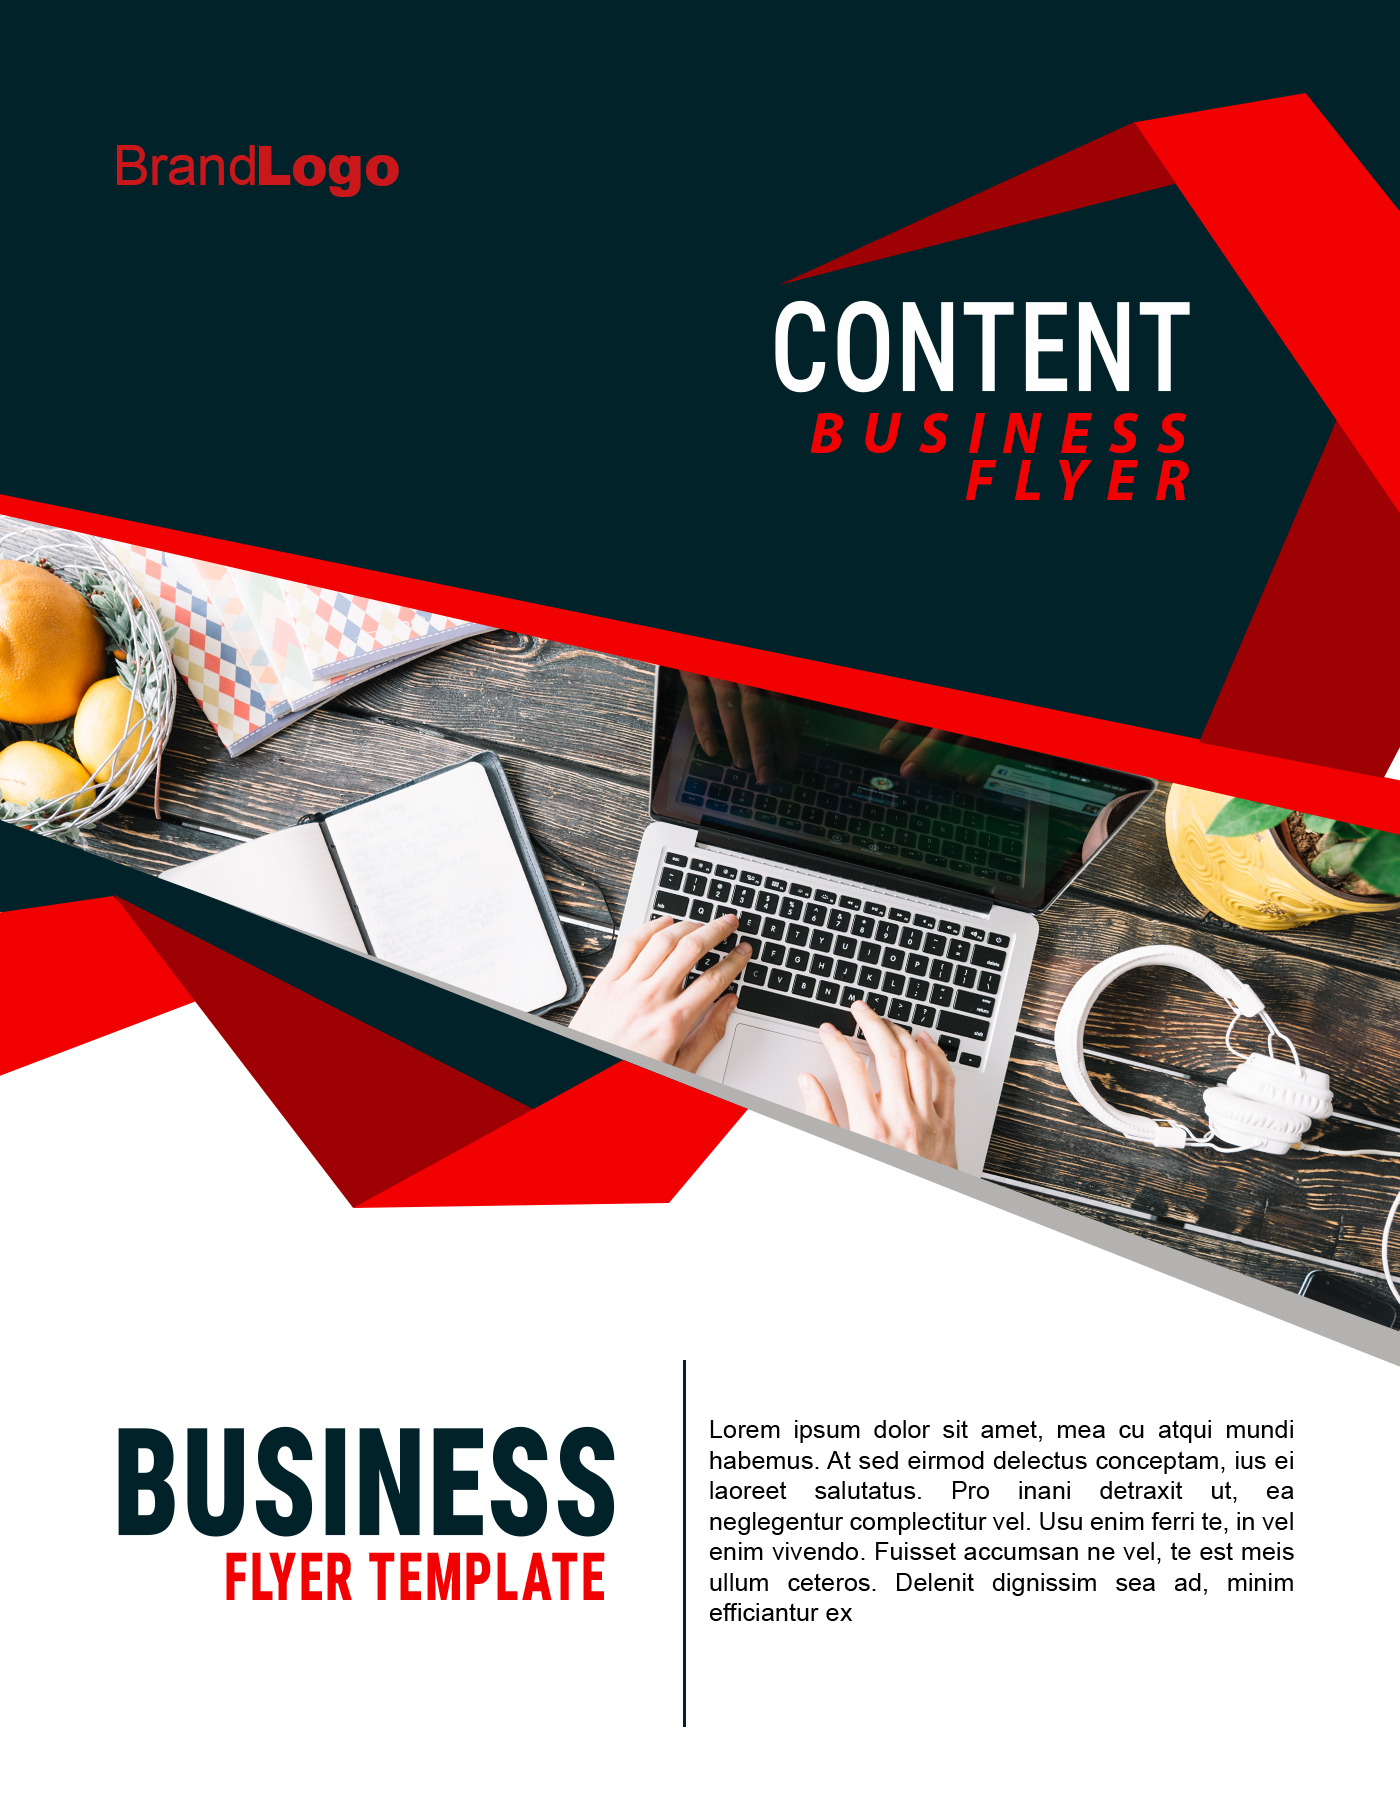 BrandLogo
CONTENT
BUSINESS
FLYER
BUSINESS
FLYER TEMPLATE
Lorem ipsum dolor sit amet, mea cu atqui mundi
habemus. At sed eirmod delectus conceptam, ius ei
laoreet salutatus. Pro inani detraxit ut, ea
neglegentur complectitur vel. Usu enim ferri te, in vel
enim vivendo. Fuisset accumsan ne vel, te est meis
ullum ceteros. Delenit dignissim sea ad, minim
efficiantur ex